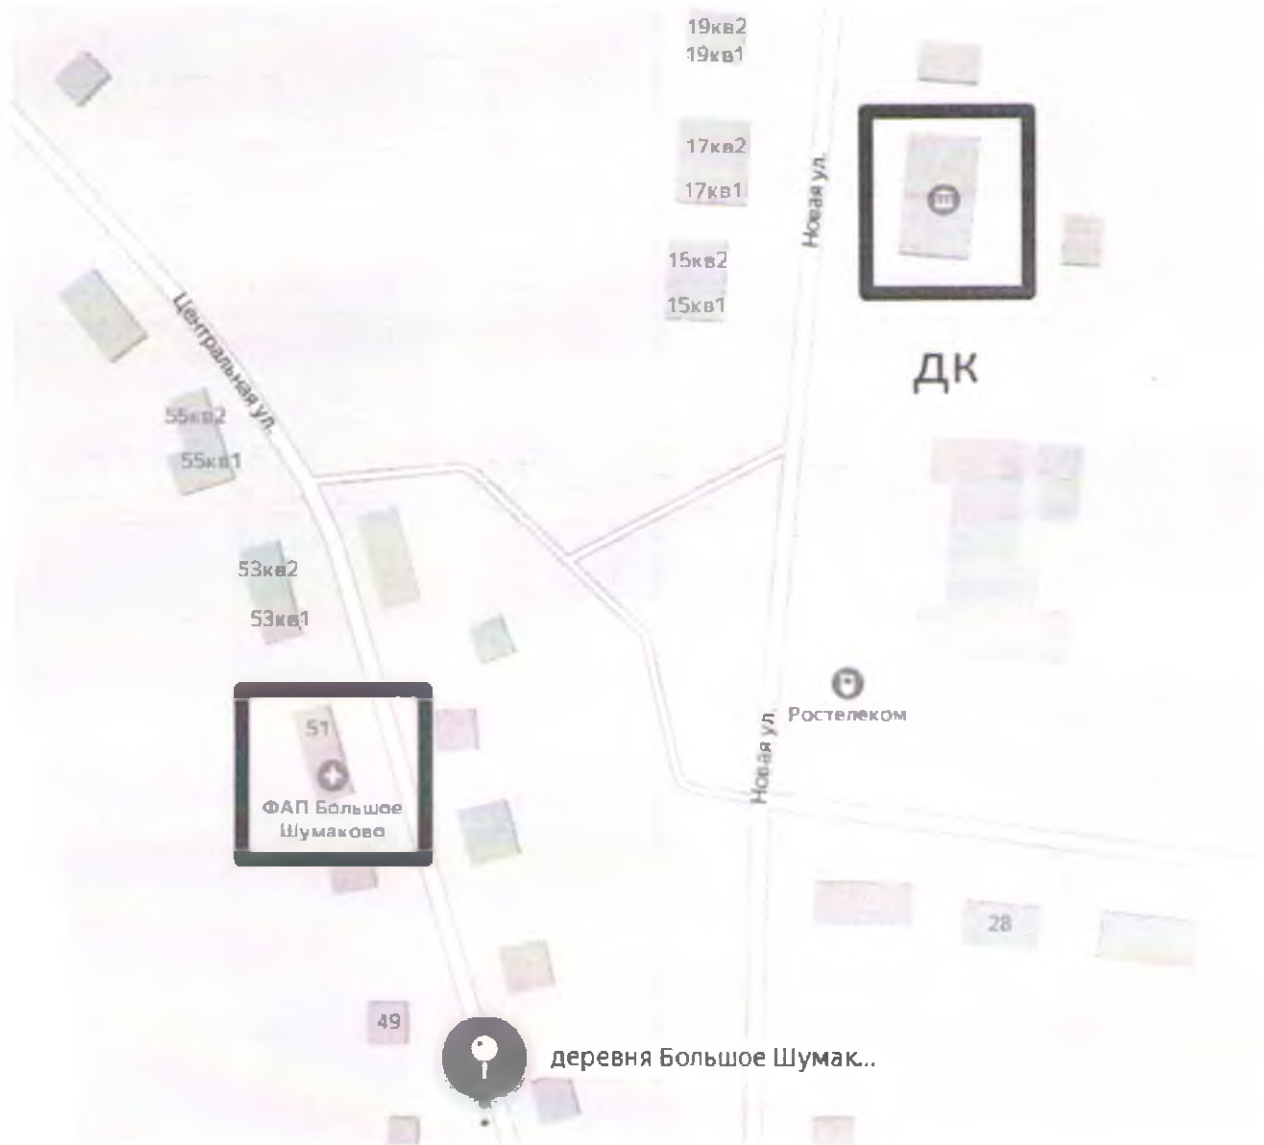 19кв2
19кв1
17кв2
17кв1
Новая ул.
15кв2
15кв1
Центральная ул.
ДК
55кв2
55кв1
53кв2
53кв1
51
ФАП Большое
Шумаково
Ростелеком
Новая ул.
28
49
деревня Большое Шумак...